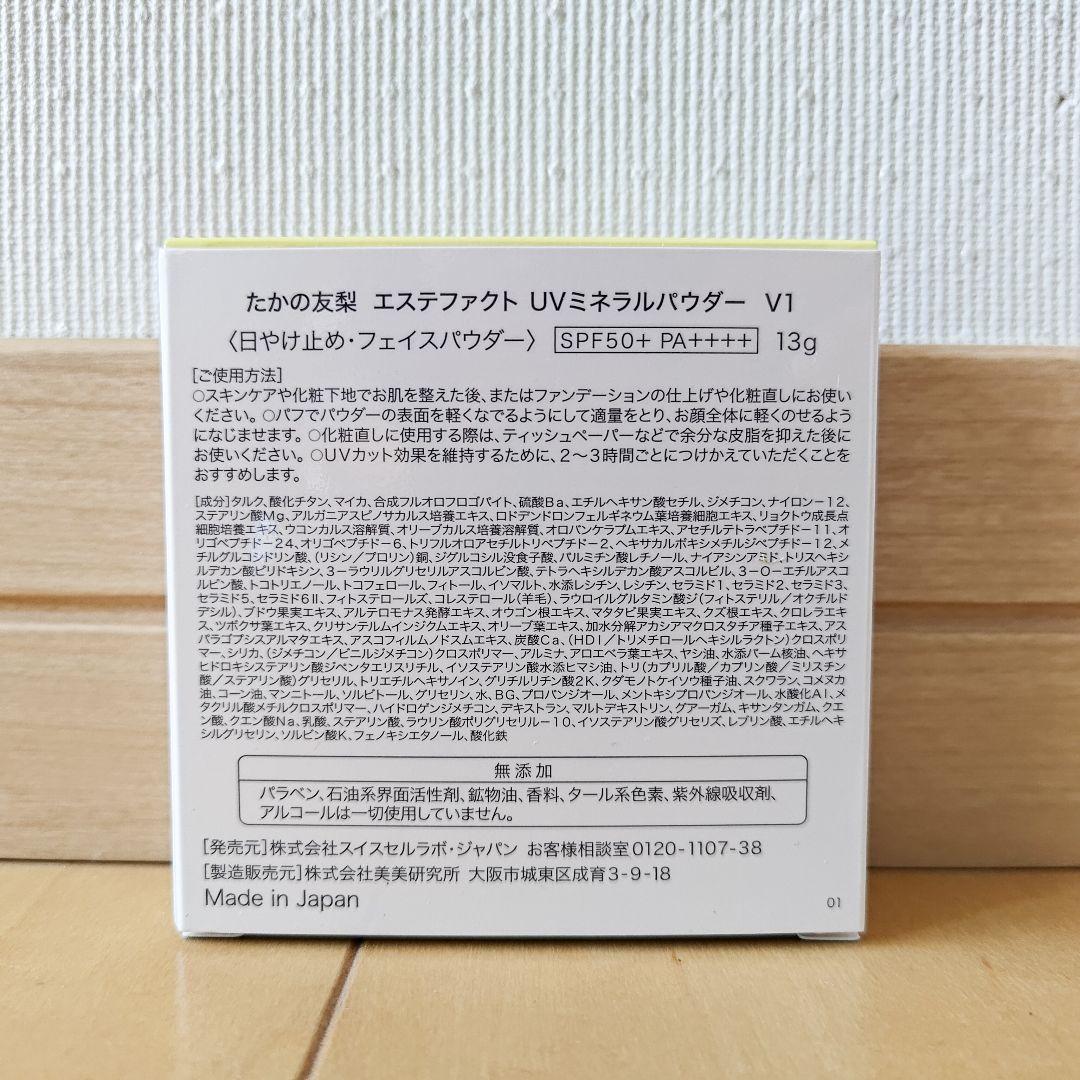 たかの友梨 エステファクト UVミネラルパウダー V1
〈日やけ止め・フェイスパウダー〉 SPF50+ PA++++ 13g
[ご使用方法]
○スキンケアや化粧下地でお肌を整えた後、またはファンデーションの仕上げや化粧直しにお使い
ください。○パフでパウダーの表面を軽くなでるようにして適量をとり、お顔全体に軽くのせるよう
になじませます。○化粧直しに使用する際は、ティッシュペーパーなどで余分な皮脂を抑えた後に
お使いください。○UVカット効果を維持するために、2〜3時間ごとにつけかえていただくことを
おすすめします。
[成分]タルク、酸化チタン、マイカ、合成フルオロフロゴパイト、硫酸Ba、エチルヘキサン酸セチル、ジメチコン、ナイロン−12、
ステアリン酸Mg、アルガニアスピノサカルス培養エキス、ロドデンドロンフェルギネウム葉培養細胞エキス、リョクトウ成長点
細胞培養エキス、ウコンカルス溶解質、オリーブカルス培養溶解質、オロバンケラプムエキス、アセチルテトラペプチド−11、オ
リゴペプチド−24、オリゴペプチド−6、トリフルオロアセチルトリペプチド−2、ヘキサカルボキシメチルジペプチド−12、メ
チルグルコシドリン酸、(リシン/プロリン)銅、ジグルコシル没食子酸、パルミチン酸レチノール、ナイアシンアミド、トリスヘキシ
ルデカン酸ピリドキシン、3−ラウリルグリセリルアスコルビン酸、テトラヘキシルデカン酸アスコルビル、3−O−エチルアスコ
ルビン酸、トコトリエノール、トコフェロール、フィトール、イソマルト、水添レシチン、レシチン、セラミド1、セラミド2、セラミド3、
セラミド5、セラミド6Ⅱ、フィトステロールズ、コレステロール(羊毛)、ラウロイルグルタミン酸ジ(フィトステリル/オクチルド
デシル)、ブドウ果実エキス、アルテロモナス発酵エキス、オウゴン根エキス、マタタビ果実エキス、クズ根エキス、クロレラエキ
ス、ツボクサ葉エキス、クリサンテルムインジクムエキス、オリーブ葉エキス、加水分解アカシアマクロスタチア種子エキス、アス
パラゴプシスアルマタエキス、アスコフィルムノドスムエキス、炭酸Ca、(HDI/トリメチロールヘキシルラクトン)クロスポリ
マー、シリカ、(ジメチコン/ビニルジメチコン)クロスポリマー、アルミナ、アロエベラ葉エキス、ヤシ油、水添パーム核油、ヘキサ
ヒドロキシステアリン酸ジペンタエリスリチル、イソステアリン酸水添ヒマシ油、トリ(カプリル酸/カプリン酸/ミリスチン
酸/ステアリン酸)グリセリル、トリエチルヘキサノイン、グリチルリチン酸2K、クダモノトケイソウ種子油、スクワラン、コメヌカ
油、コーン油、マンニトール、ソルビトール、グリセリン、水、BG、プロパンジオール、メントキシプロパンジオール、水酸化Al、メ
タクリル酸メチルクロスポリマー、ハイドロゲンジメチコン、デキストラン、マルトデキストリン、グアーガム、キサンタンガム、クエ
ン酸、クエン酸Na、乳酸、ステアリン酸、ラウリン酸ポリグリセリル−10、イソステアリン酸グリセリズ、レブリン酸、エチルヘキ
シルグリセリン、ソルビン酸K、フェノキシエタノール、酸化鉄
無添加
パラベン、石油系界面活性剤、鉱物油、香料、タール系色素、紫外線吸収剤、
アルコールは一切使用していません。
[発売元]株式会社スイスセルラボ・ジャパン お客様相談室0120-1107-38
[製造販売元]株式会社美美研究所 大阪市城東区成育3-9-18
Made in Japan
01